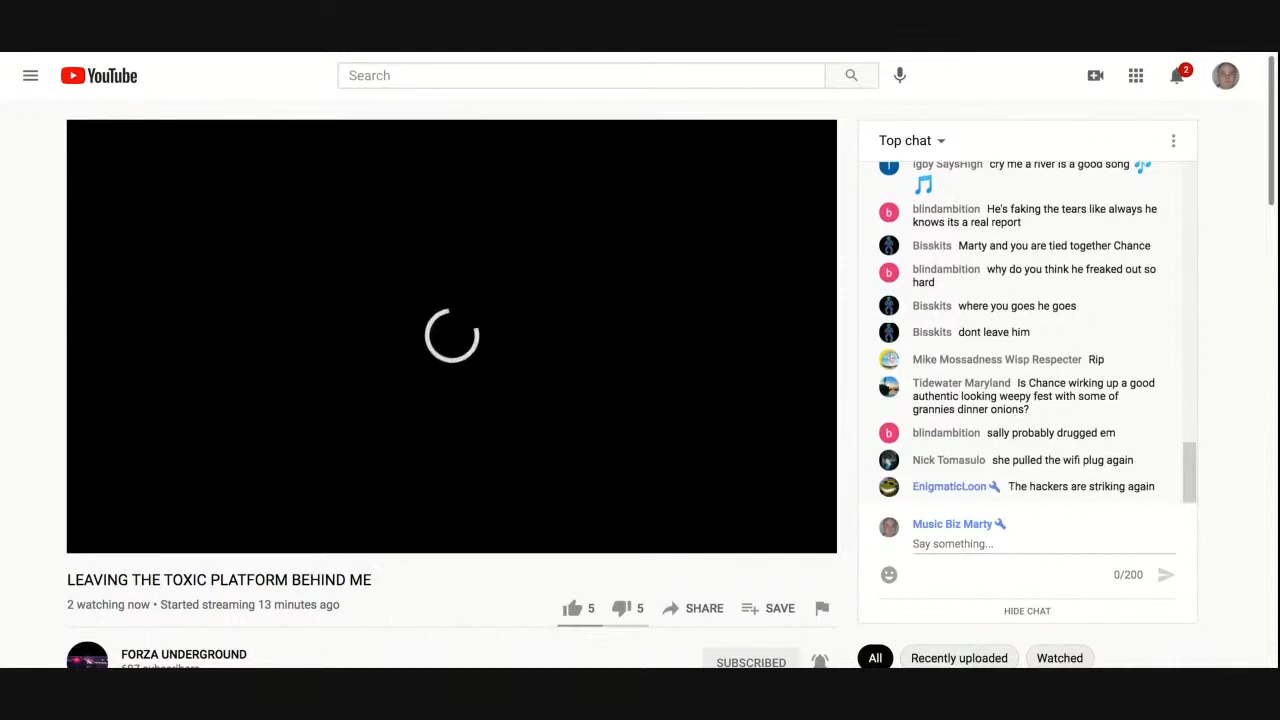 YouTube
Search
2
Top chat
Igby SaysHigh cry me a river is a good song
blindambition He's faking the tears like always he
knows its a real report
Bisskits Marty and you are tied together Chance
blindambition why do you think he freaked out so
hard
Bisskits where you goes he goes
Bisskits dont leave him
Mike Mossadness Wisp Respecter Rip
Tidewater Maryland Is Chance wirking up a good
authentic looking weepy fest with some of
grannies dinner onions?
b blindambition sally probably drugged em
Nick Tomasulo she pulled the wifi plug again
EnigmaticLoon The hackers are striking again
Music Biz Marty
Say something...
0/200
HIDE CHAT
LEAVING THE TOXIC PLATFORM BEHIND ME
2 watching now • Started streaming 13 minutes ago
5 5 SHARE SAVE
FORZA UNDERGROUND
687 subscribers
SUBSCRIBED
All Recently uploaded Watched